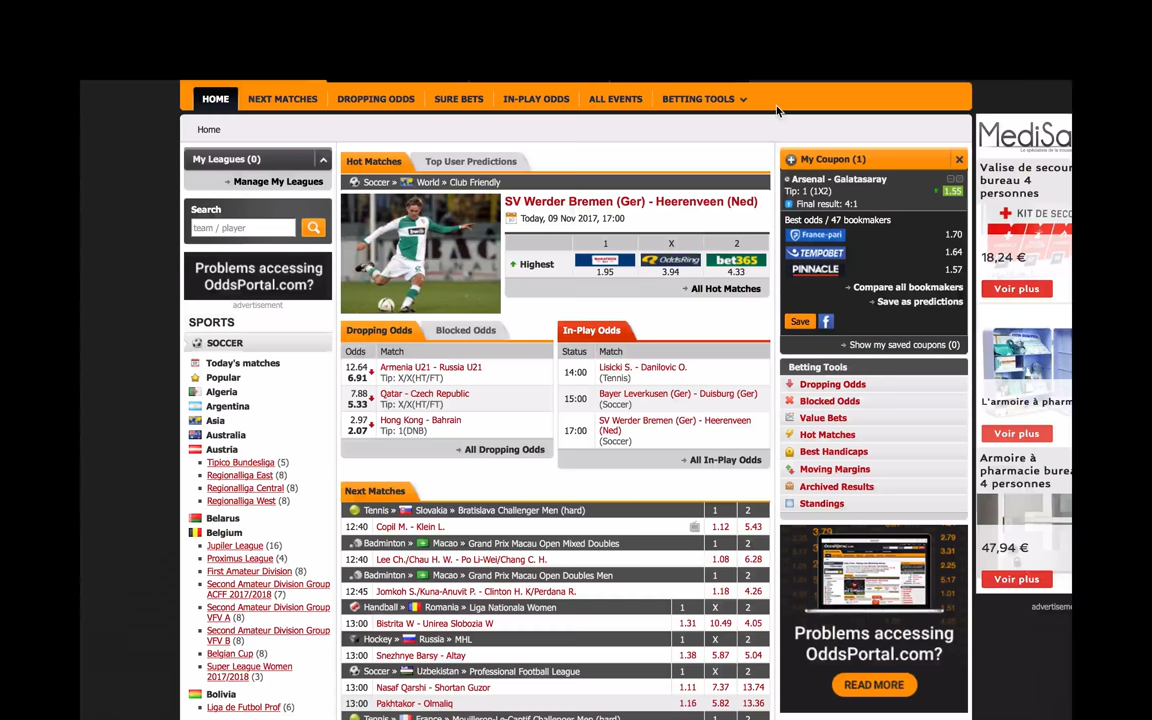 HOME NEXT MATCHES DROPPING ODDS SURE BETS IN-PLAY ODDS ALL EVENTS BETTING TOOLS
Home
My Leagues (0)
Manage My Leagues
Search
team / player
Problems accessing
OddsPortal.com?
advertisement
SPORTS
SOCCER
Today's matches
Popular
Algeria
Argentina
Asia
Australia
Austria
Tipico Bundesliga (5)
Regionalliga East (8)
Regionalliga Central (8)
Regionalliga West (8)
Belarus
Belgium
Jupiler League (16)
Proximus League (4)
First Amateur Division (8)
Second Amateur Division Group
ACFF 2017/2018 (7)
Second Amateur Division Group
VFV A (8)
Second Amateur Division Group
VFV B (8)
Belgian Cup (8)
Super League Women
2017/2018 (3)
Bolivia
Liga de Futbol Prof (6)
Hot Matches Top User Predictions
Soccer » World » Club Friendly
SV Werder Bremen (Ger) - Heerenveen (Ned)
Today, 09 Nov 2017, 17:00
1 X 2
Highest OddsRing bet365
1.95 3.94 4.33
All Hot Matches
Dropping Odds Blocked Odds
Odds Match
12.64 Armenia U21 - Russia U21
6.91 Tip: X/X(HT/FT)
7.88 Qatar - Czech Republic
5.33 Tip: X/X(HT/FT)
2.97 Hong Kong - Bahrain
2.07 Tip: 1(DNB)
All Dropping Odds
In-Play Odds
Status Match
14:00 Lisicki S. - Danilovic O.
(Tennis)
15:00 Bayer Leverkusen (Ger) - Duisburg (Ger)
(Soccer)
17:00 SV Werder Bremen (Ger) - Heerenveen
(Ned)
(Soccer)
All In-Play Odds
Next Matches
Tennis » Slovakia » Bratislava Challenger Men (hard) 1 2
12:40 Copil M. - Klein L. 1.12 5.43
Badminton » Macao » Grand Prix Macau Open Mixed Doubles 1 2
12:40 Lee Ch./Chau H. W. - Po Li-Wei/Chang C. H. 1.08 6.28
Badminton » Macao » Grand Prix Macau Open Doubles Men 1 2
12:45 Jomkoh S./Kuna-Anuvit P. - Clinton H. K/Perdana R. 1.18 4.26
Handball » Romania » Liga Nationala Women 1 X 2
13:00 Bistrita W - Unirea Slobozia W 1.31 10.49 4.05
Hockey » Russia » MHL 1 X 2
13:00 Snezhnye Barsy - Altay 1.38 5.87 5.04
Soccer » Uzbekistan » Professional Football League 1 X 2
13:00 Nasaf Qarshi - Shortan Guzor 1.11 7.37 13.74
13:00 Pakhtakor - Olmaliq 1.16 5.82 13.36
Tennis » France » Mouilleron-Le-Captif Challenger Men (hard) 1 2
My Coupon (1)
Arsenal - Galatasaray
Tip: 1 (1X2) 1.55
Final result: 4:1
Best odds / 47 bookmakers
France-pari 1.70
TEMPOBET 1.64
PINNACLE 1.57
Compare all bookmakers
Save as predictions
Save
Show my saved coupons (0)
Betting Tools
Dropping Odds
Blocked Odds
Value Bets
Hot Matches
Best Handicaps
Moving Margins
Archived Results
Standings
Problems accessing
OddsPortal.com?
READ MORE
MediSa
Valise de secour
bureau 4
personnes
KIT DE SECO
18,24 €
Voir plus
L'armoire à pharm
Voir plus
Armoire à
pharmacie burea
4 personnes
47,94 €
Voir plus
advertiseme